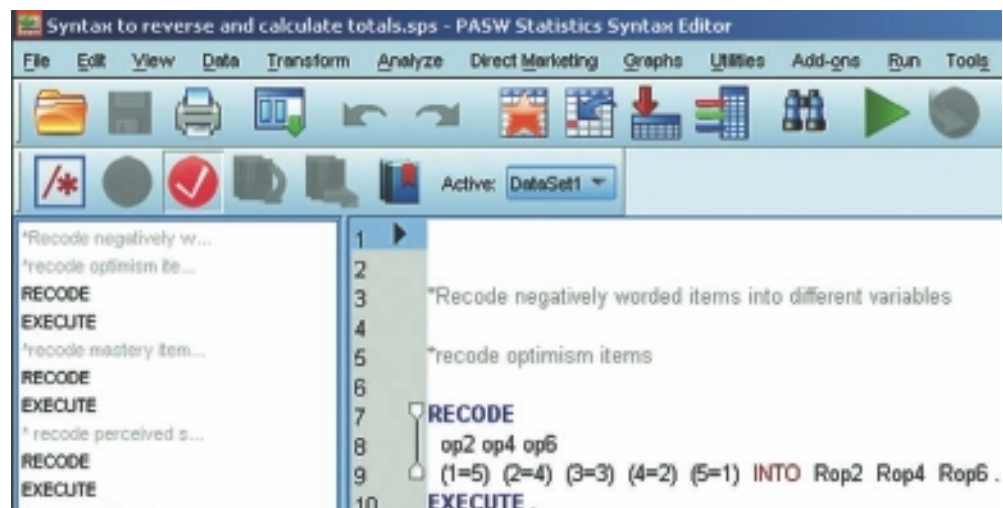 Syntax to reverse and calculate totals.sps - PASW Statistics Syntax Editor
File Edit View Data Transform Analyze Direct Marketing Graphs Utilities Add-ons Run Tools
Active: DataSet1
*Recode negatively w...
*recode optimism ite...
RECODE
EXECUTE
*recode mastery item...
RECODE
EXECUTE
* recode perceived s...
RECODE
EXECUTE
1
2
3 *Recode negatively worded items into different variables
4
5 *recode optimism items
6
7 RECODE
8 op2 op4 op6
9 (1=5) (2=4) (3=3) (4=2) (5=1) INTO Rop2 Rop4 Rop6 .
10 EXECUTE .